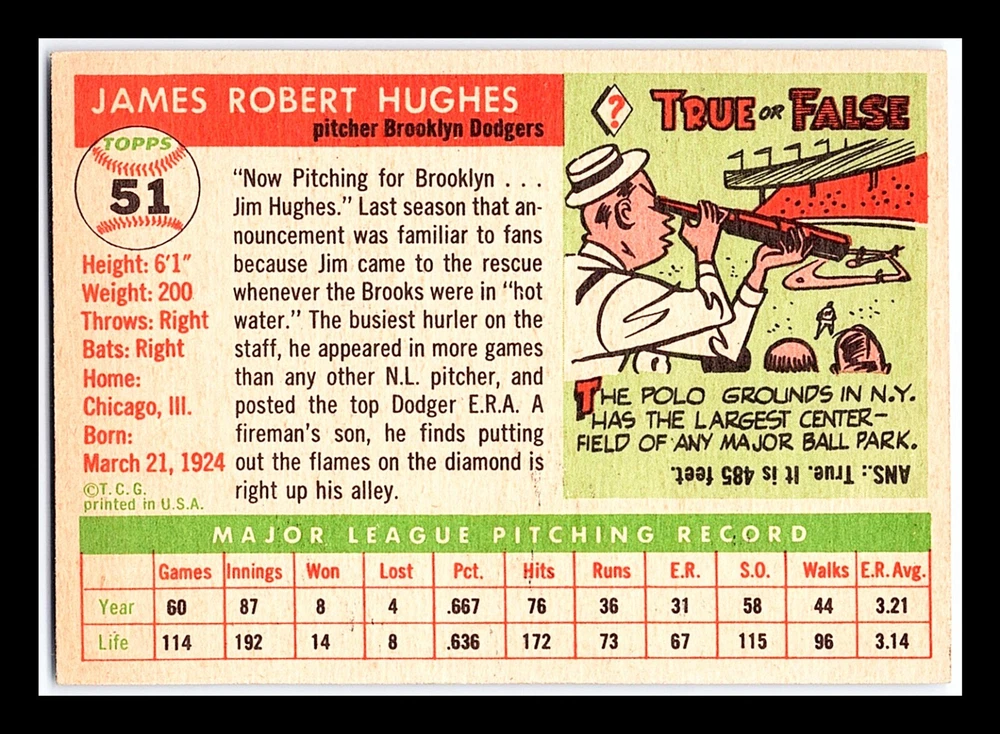 JAMES ROBERT HUGHES
pitcher Brooklyn Dodgers
TOPPS
51
Height: 6'1"
Weight: 200
Throws: Right
Bats: Right
Home:
Chicago, Ill.
Born:
March 21, 1924
©T. C. G.
printed in U.S.A.
"Now Pitching for Brooklyn . . .
Jim Hughes." Last season that an-
nouncement was familiar to fans
because Jim came to the rescue
whenever the Brooks were in "hot
water." The busiest hurler on the
staff, he appeared in more games
than any other N.L. pitcher, and
posted the top Dodger E.R.A. A
fireman's son, he finds putting
out the flames on the diamond is
right up his alley.
? TRUE OR FALSE
THE POLO GROUNDS IN N.Y.
HAS THE LARGEST CENTER-
FIELD OF ANY MAJOR BALL PARK.
ANS.: True. It is 485 feet.
MAJOR LEAGUE PITCHING RECORD
Games Innings Won Lost Pct. Hits Runs E.R. S.O. Walks E.R. Avg.
Year 60 87 8 4 .667 76 36 31 58 44 3.21
Life 114 192 14 8 .636 172 73 67 115 96 3.14